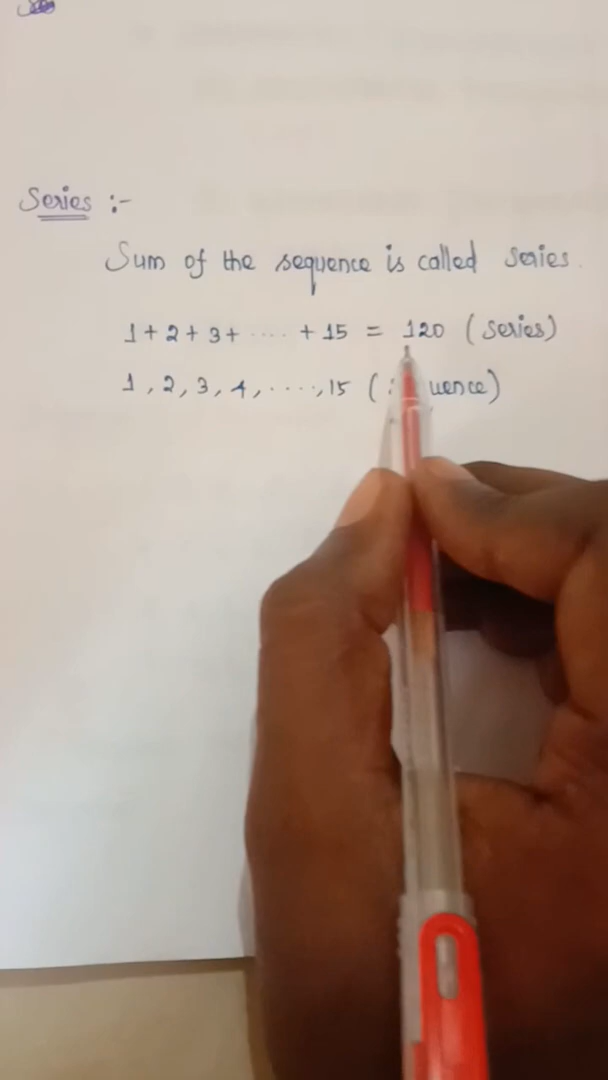 Series :-
Sum of the sequence is called series.
1 + 2 + 3 + ..... + 15 = 120 (series)
1 , 2 , 3 , 4 , ....., 15 ( uence)